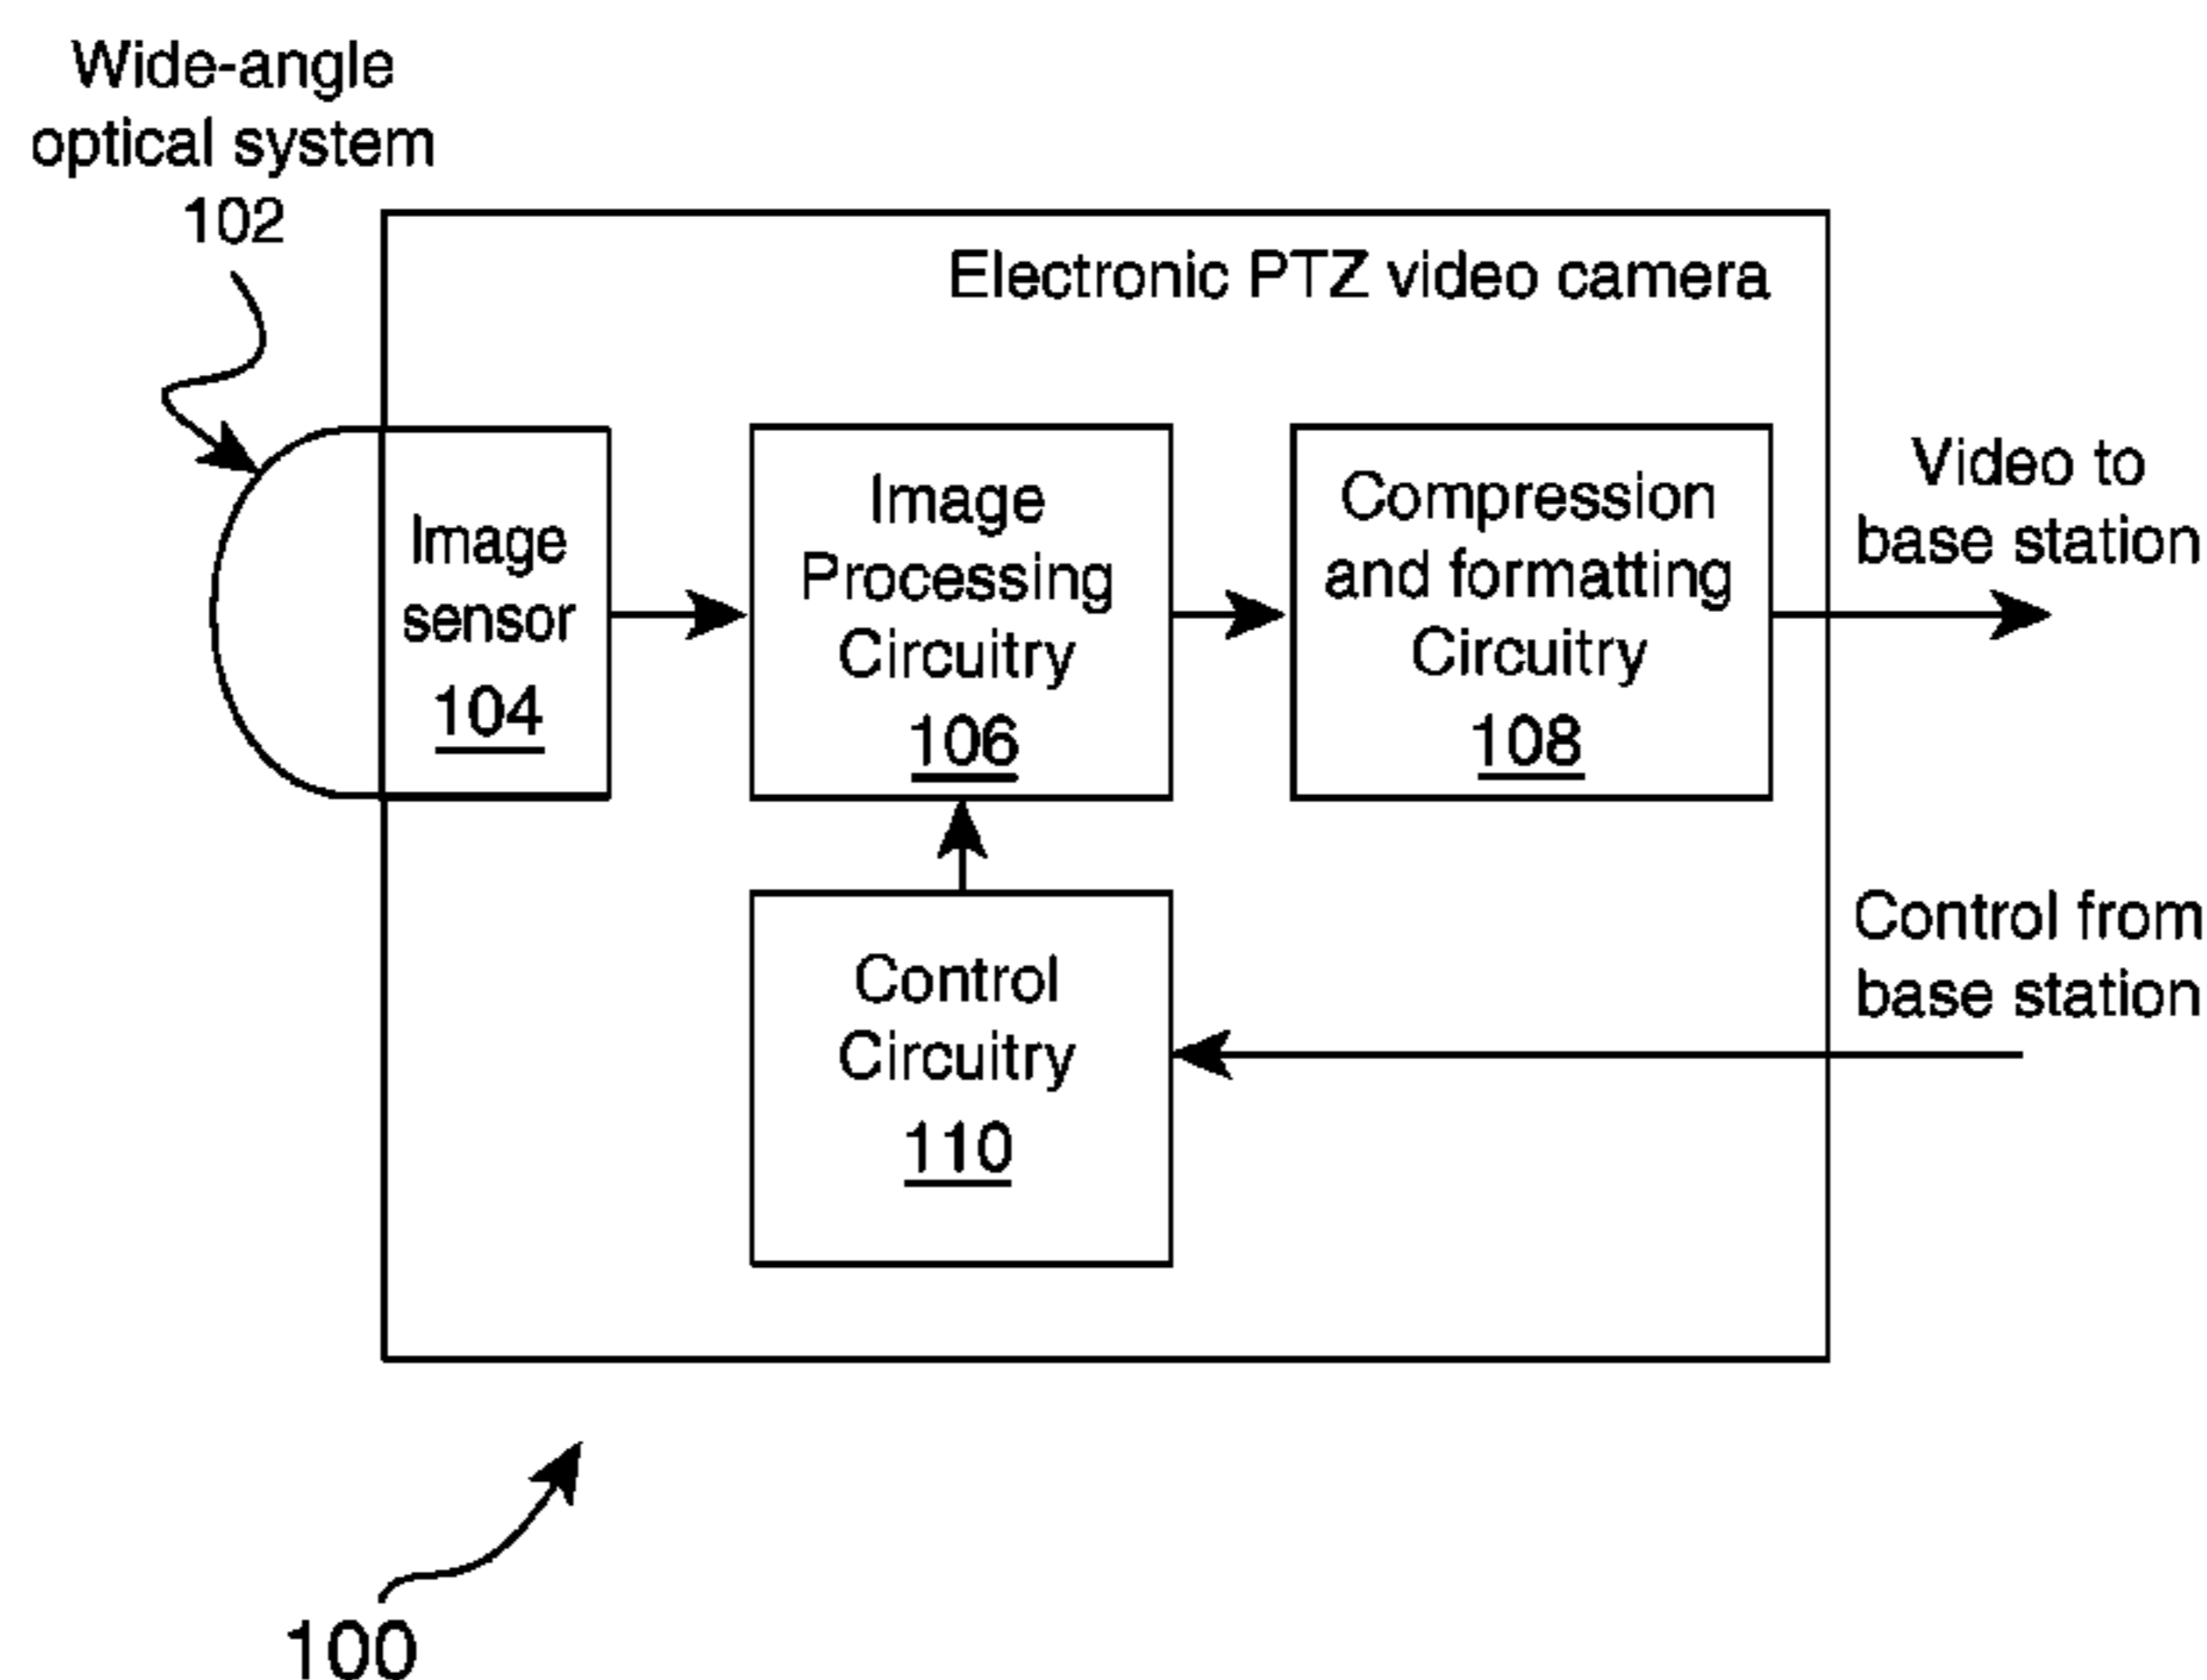 Wide-angle
optical system
102
Electronic PTZ video camera
Image
sensor
104
Image
Processing
Circuitry
106
Compression
and formatting
Circuitry
108
Video to
base station
Control
Circuitry
110
Control from
base station
100